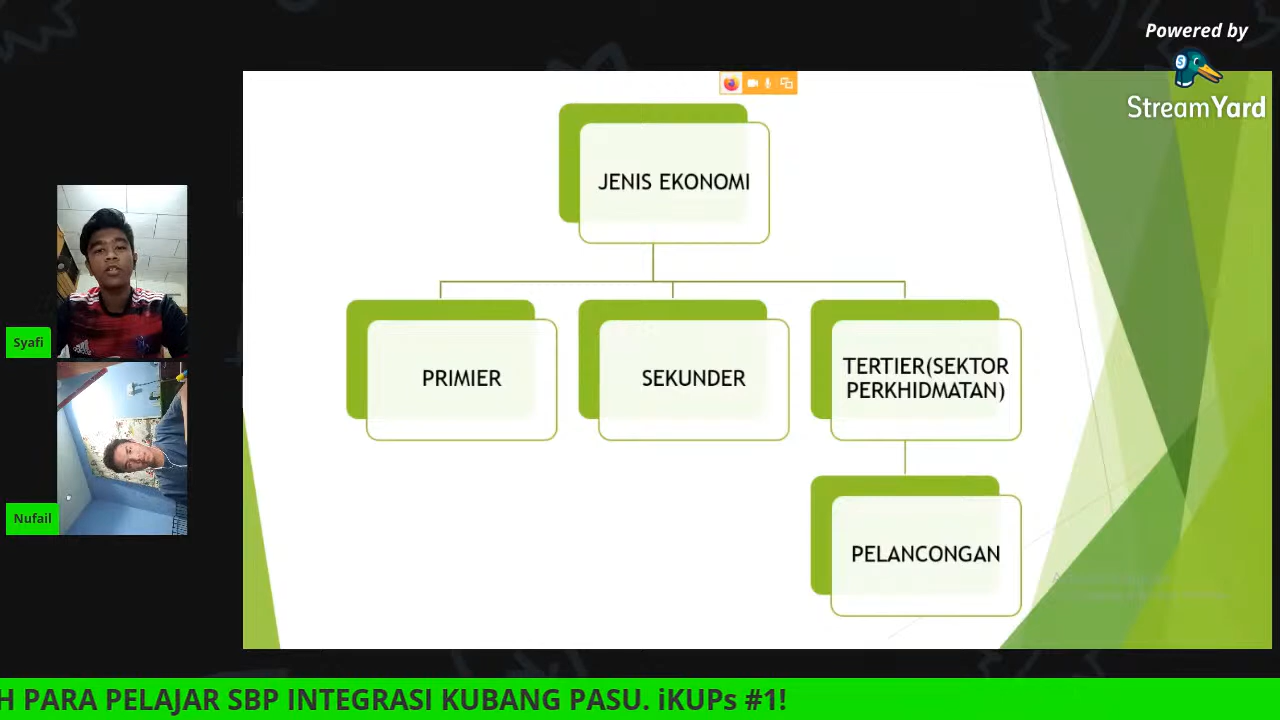 Powered by
StreamYard
JENIS EKONOMI
PRIMIER
SEKUNDER
TERTIER(SEKTOR
PERKHIDMATAN)
PELANCONGAN
Syafi
Nufail
H PARA PELAJAR SBP INTEGRASI KUBANG PASU. iKUPs #1!